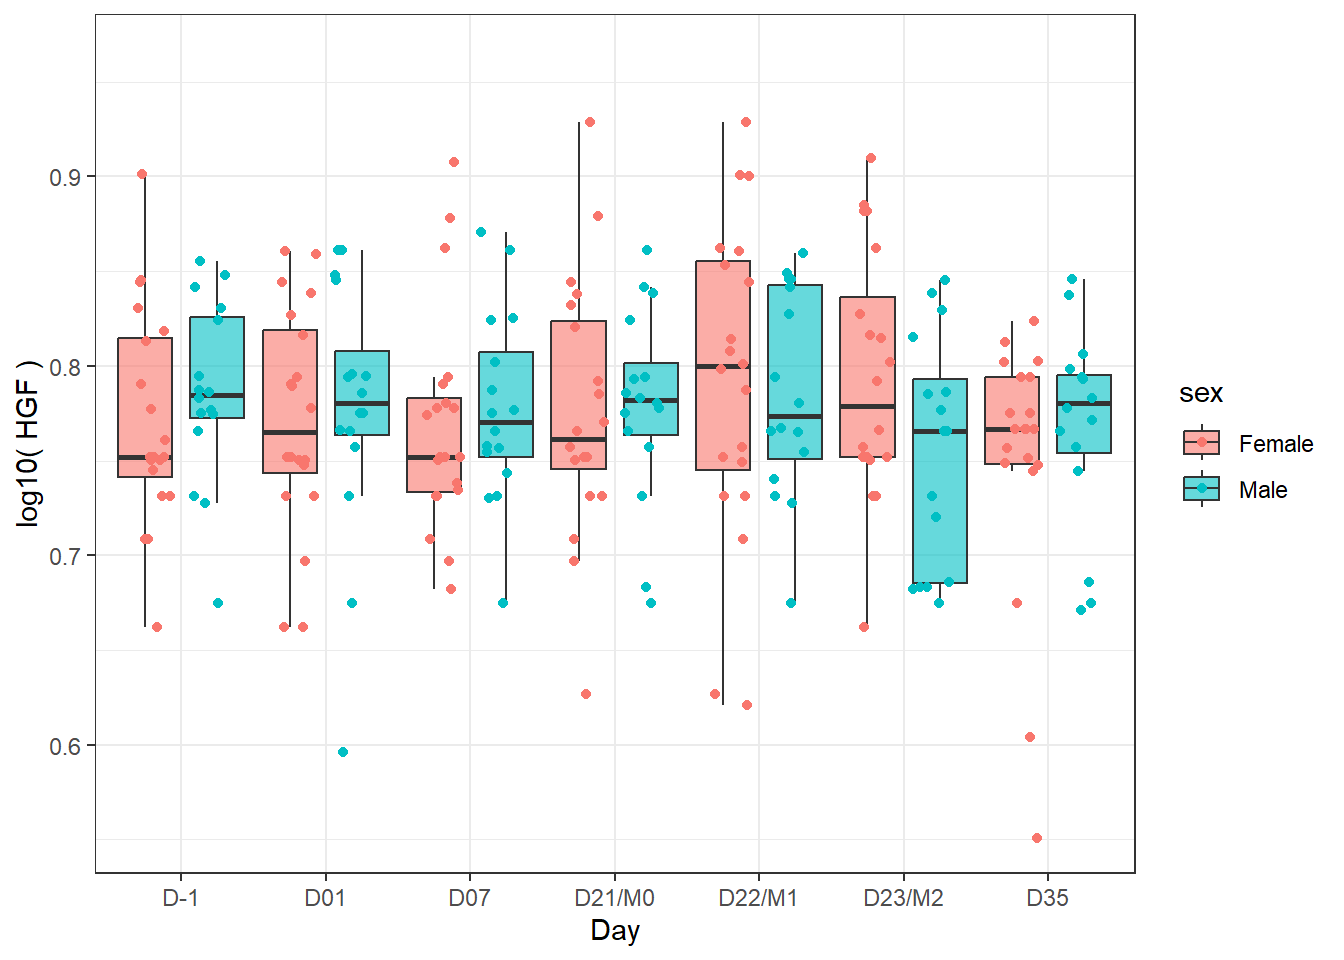 log10( HGF )
0.9
0.8
0.7
0.6
D-1
D01
D07
D21/M0
D22/M1
D23/M2
D35
Day
sex
Female
Male